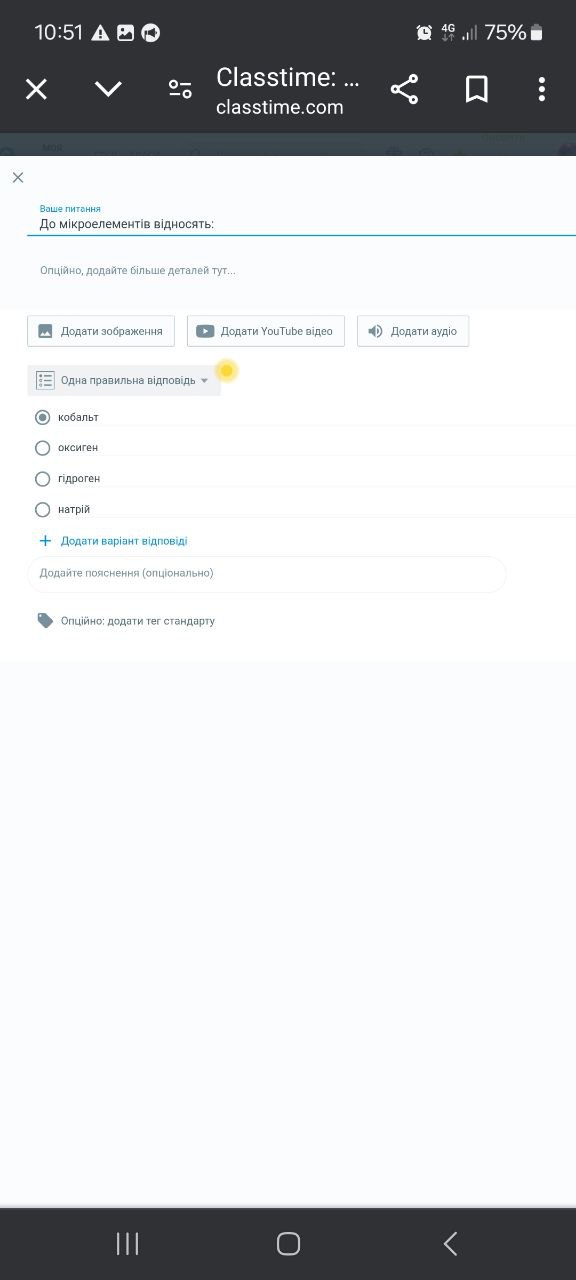 10:51
4G
75%
Classtime: ...
classtime.com
Ваше питання
До мікроелементів відносять:
Опційно, додайте більше деталей тут...
Додати зображення
Додати YouTube відео
Додати аудіо
Одна правильна відповідь
кобальт
оксиген
гідроген
натрій
Додати варіант відповіді
Додайте пояснення (опціонально)
Опційно: додати тег стандарту